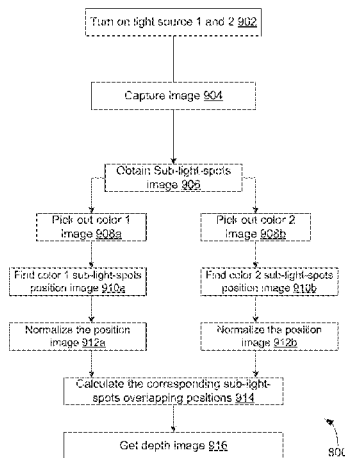 Turn on light source 1 and 2 902
Capture image 904
Obtain Sub-light-spots
image 906
Pick out color 1
image 908a
Pick out color 2
image 908b
Find color 1 sub-light-spots
position image 910a
Find color 2 sub-light-spots
position image 910b
Normalize the position
image 912a
Normalize the position
image 912b
Calculate the corresponding sub-light-
spots overlapping positions 914
Get depth image 916
900